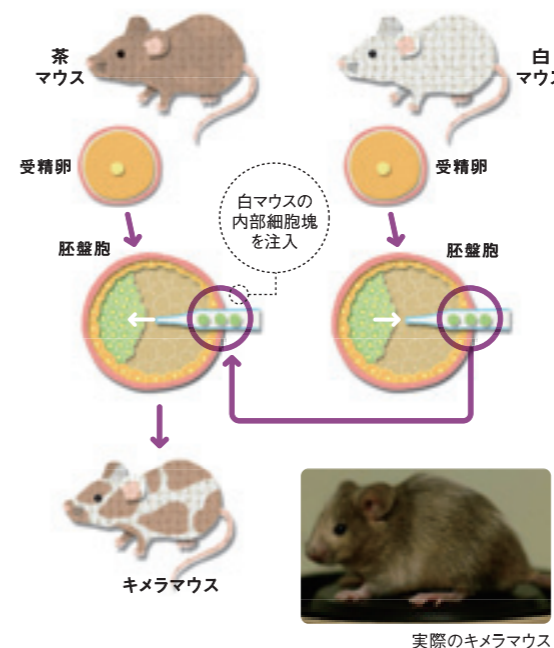 茶
マウス
白
マウス
受精卵
受精卵
白マウスの
内部細胞塊
を注入
胚盤胞
胚盤胞
キメラマウス
実際のキメラマウス